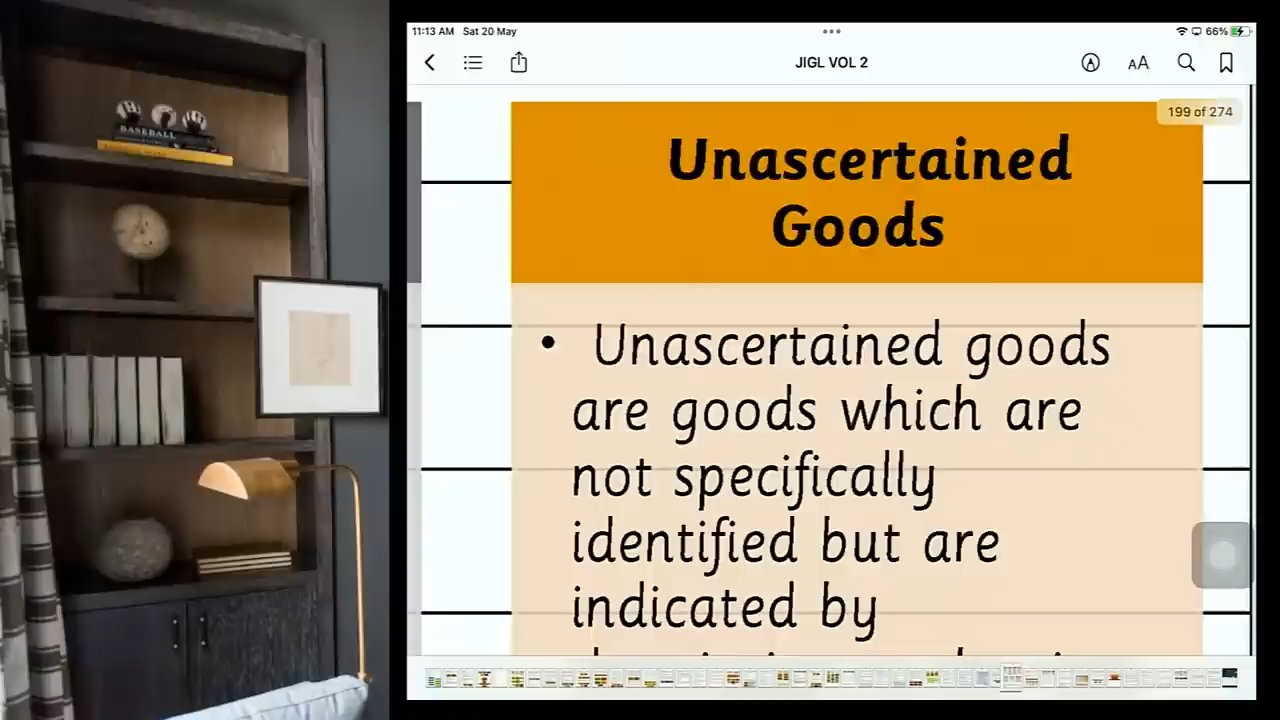 11:13 AM Sat 20 May
66%
JIGL VOL 2
AA
199 of 274
BASEBALL
Unascertained
Goods
• Unascertained goods
are goods which are
not specifically
identified but are
indicated by